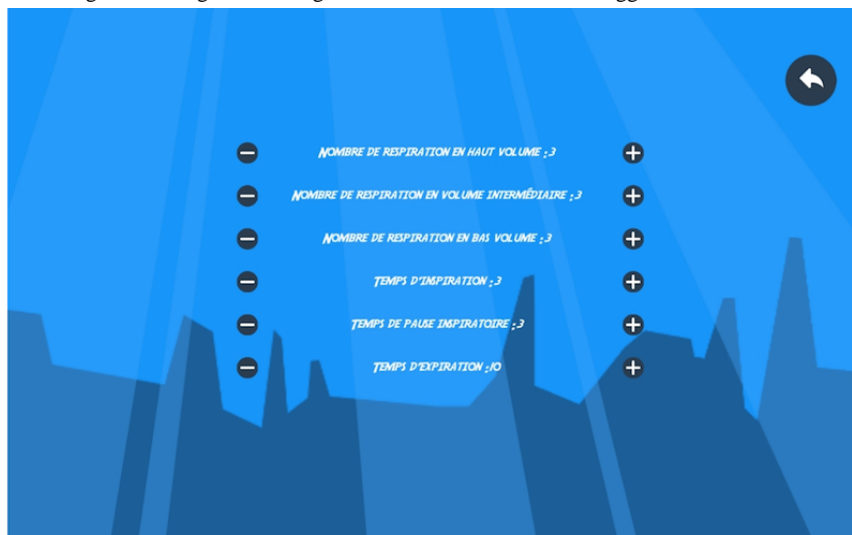 NOMBRE DE RESPIRATION EN HAUT VOLUME : 3
NOMBRE DE RESPIRATION EN VOLUME INTERMÉDIAIRE : 3
NOMBRE DE RESPIRATION EN BAS VOLUME : 3
TEMPS D'INSPIRATION : 3
TEMPS DE PAUSE INSPIRATOIRE : 3
TEMPS D'EXPIRATION :10